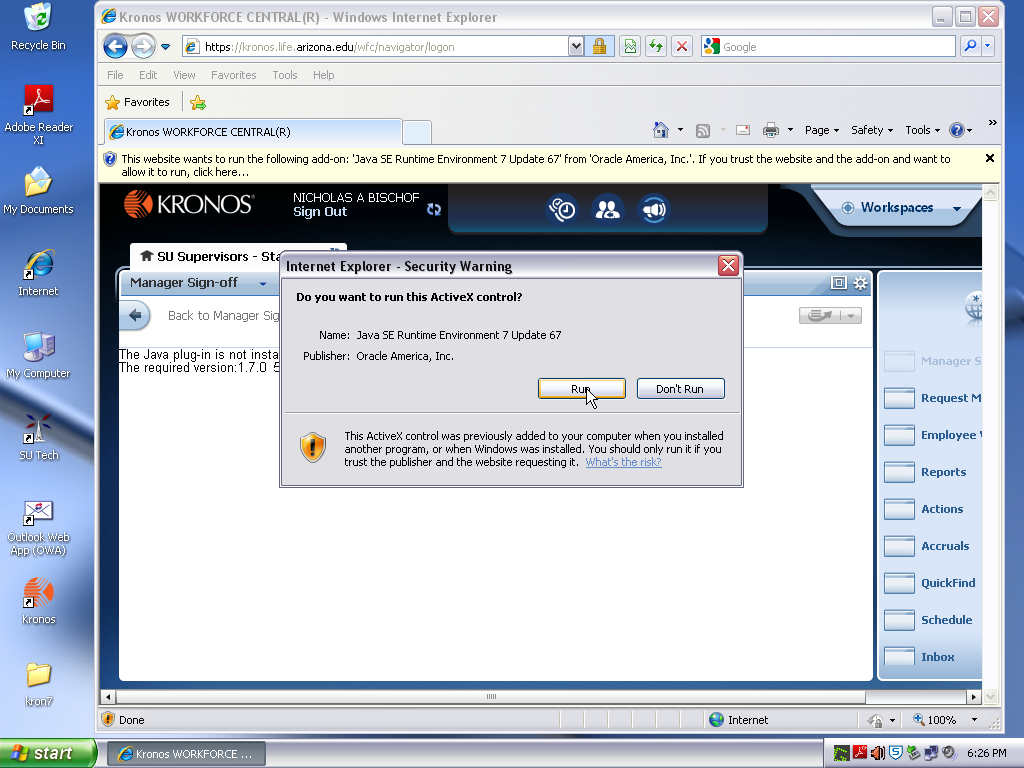 Recycle Bin
Adobe Reader
XI
My Documents
Internet
My Computer
SU Tech
Outlook Web
App (OWA)
Kronos
kron7
Kronos WORKFORCE CENTRAL(R) - Windows Internet Explorer
https://kronos.life.arizona.edu/wfc/navigator/logon
Google
File Edit View Favorites Tools Help
Favorites
Kronos WORKFORCE CENTRAL(R)
Page Safety Tools »
This website wants to run the following add-on: 'Java SE Runtime Environment 7 Update 67' from 'Oracle America, Inc.'. If you trust the website and the add-on and want to
allow it to run, click here...
KRONOS
NICHOLAS A BISCHOF
Sign Out
Workspaces
SU Supervisors - Sta
Manager Sign-off
Back to Manager Sig
The Java plug-in is not insta
The required version:1.7.0
Internet Explorer - Security Warning
Do you want to run this ActiveX control?
Name: Java SE Runtime Environment 7 Update 67
Publisher: Oracle America, Inc.
Run Don't Run
This ActiveX control was previously added to your computer when you installed
another program, or when Windows was installed. You should only run it if you
trust the publisher and the website requesting it. What's the risk?
Manager S
Request M
Employee
Reports
Actions
Accruals
QuickFind
Schedule
Inbox
Done Internet 100%
start Kronos WORKFORCE ... 6:26 PM